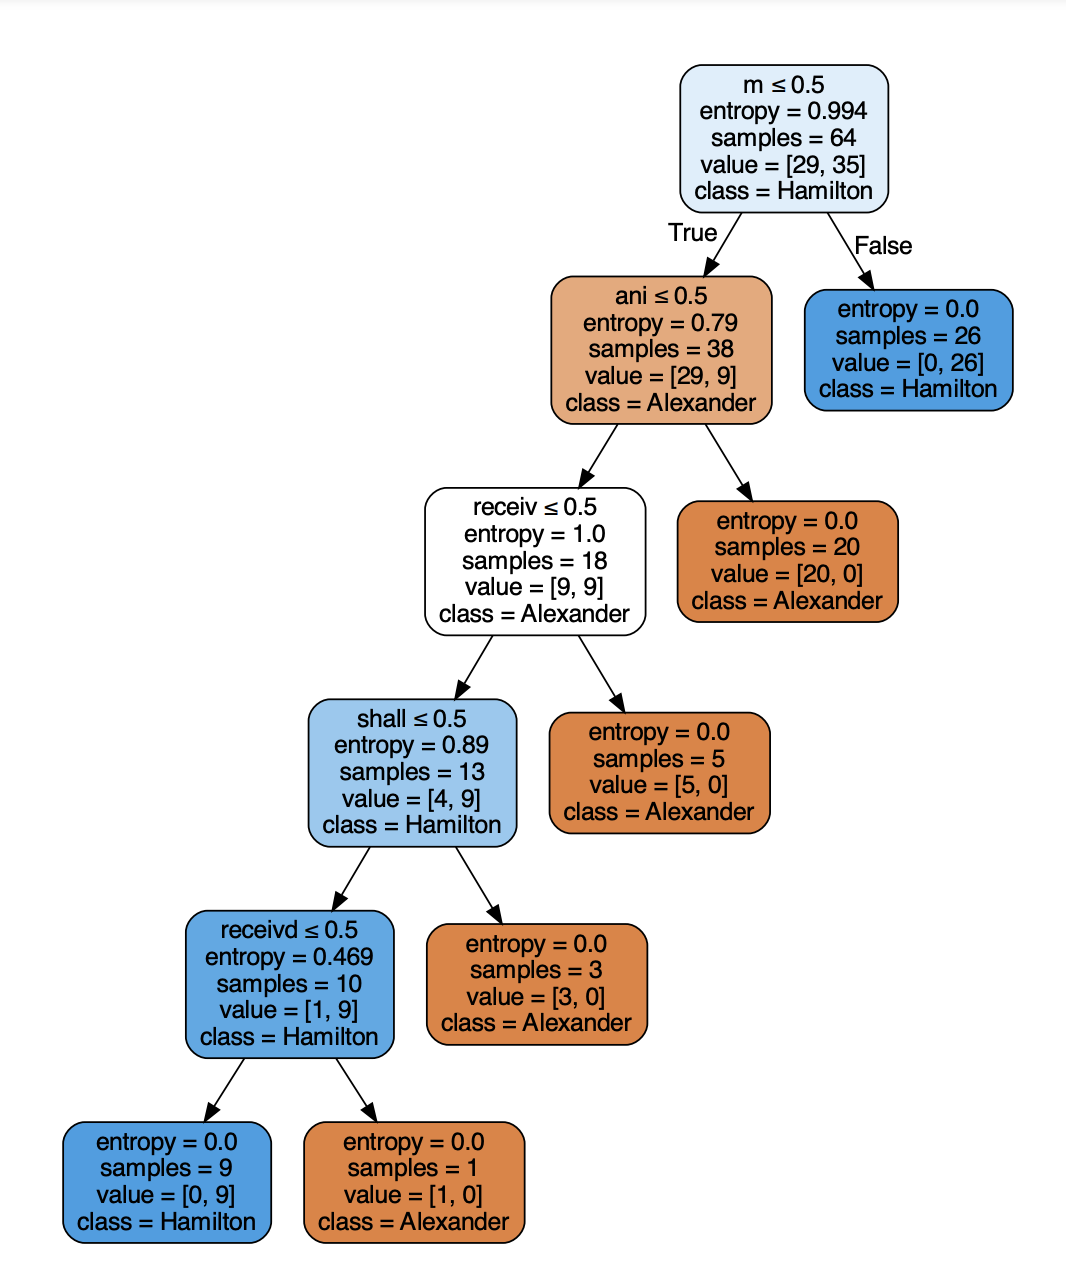 m ≤ 0.5
entropy = 0.994
samples = 64
value = [29, 35]
class = Hamilton
True
False
ani ≤ 0.5
entropy = 0.79
samples = 38
value = [29, 9]
class = Alexander
entropy = 0.0
samples = 26
value = [0, 26]
class = Hamilton
receiv ≤ 0.5
entropy = 1.0
samples = 18
value = [9, 9]
class = Alexander
entropy = 0.0
samples = 20
value = [20, 0]
class = Alexander
shall ≤ 0.5
entropy = 0.89
samples = 13
value = [4, 9]
class = Hamilton
entropy = 0.0
samples = 5
value = [5, 0]
class = Alexander
receivd ≤ 0.5
entropy = 0.469
samples = 10
value = [1, 9]
class = Hamilton
entropy = 0.0
samples = 3
value = [3, 0]
class = Alexander
entropy = 0.0
samples = 9
value = [0, 9]
class = Hamilton
entropy = 0.0
samples = 1
value = [1, 0]
class = Alexander